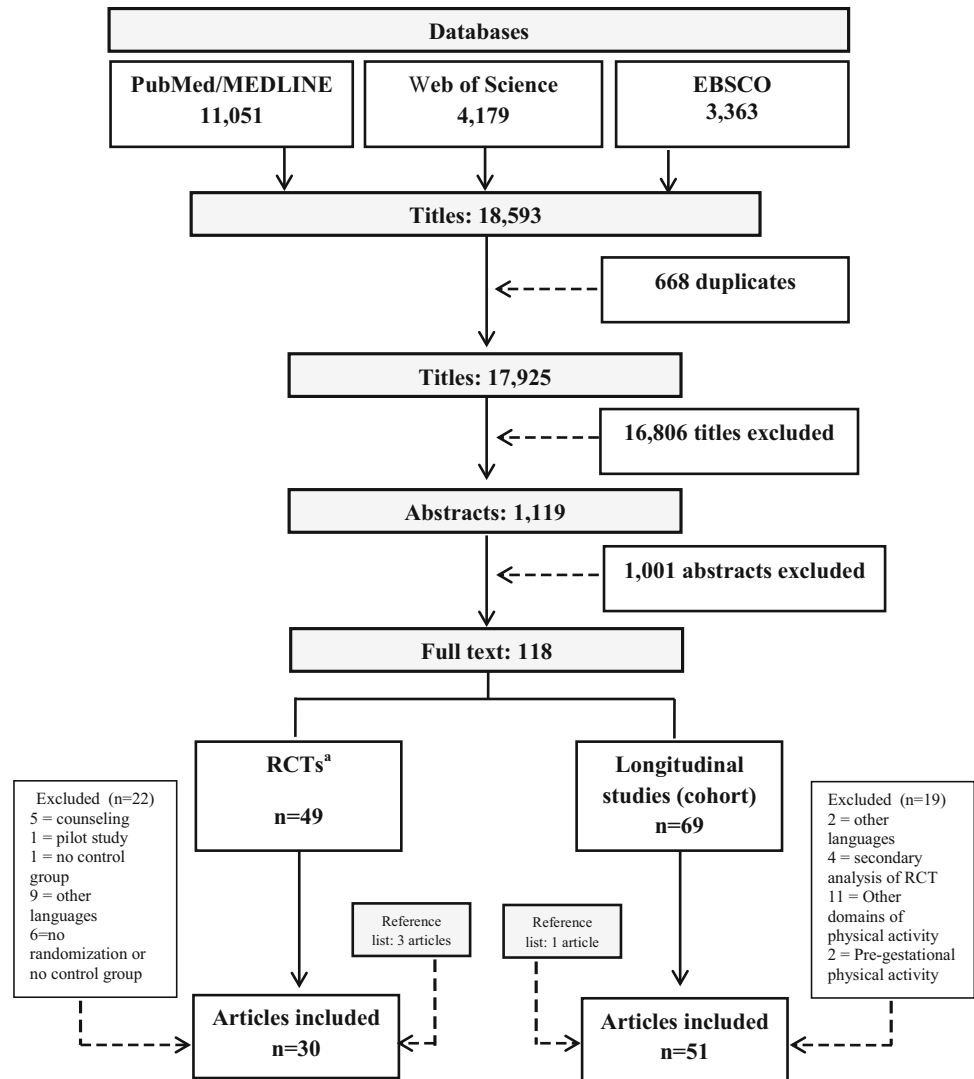 Databases
PubMed/MEDLINE
11,051
Web of Science
4,179
EBSCO
3,363
Titles: 18,593
668 duplicates
Titles: 17,925
16,806 titles excluded
Abstracts: 1,119
1,001 abstracts excluded
Full text: 118
RCTsᵃ
n=49
Longitudinal
studies (cohort)
n=69
Excluded (n=22)
5 = counseling
1 = pilot study
1 = no control
group
9 = other
languages
6=no
randomization or
no control group
Excluded (n=19)
2 = other
languages
4 = secondary
analysis of RCT
11 = Other
domains of
physical activity
2 = Pre-gestational
physical activity
Reference
list: 3 articles
Reference
list: 1 article
Articles included
n=30
Articles included
n=51